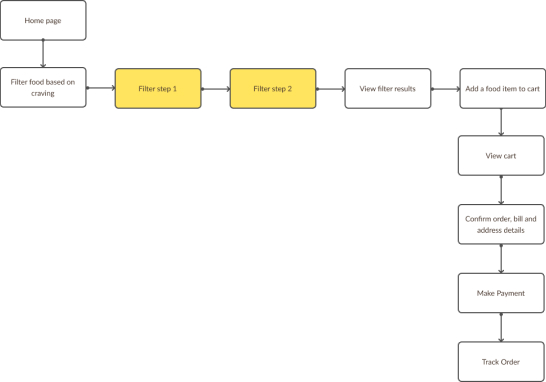 Home page
Filter food based on
craving
Filter step 1
Filter step 2
View filter results
Add a food item to cart
View cart
Confirm order, bill and
address details
Make Payment
Track Order